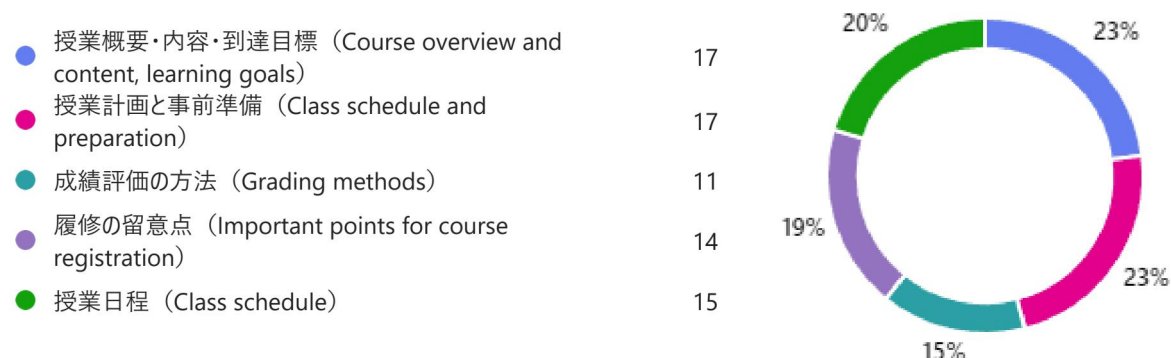 授業概要・内容・到達目標（Course overview and
content, learning goals）
17
授業計画と事前準備（Class schedule and
preparation）
17
成績評価の方法（Grading methods）
11
履修の留意点（Important points for course
registration）
14
授業日程（Class schedule）
15
20%
23%
19%
23%
15%